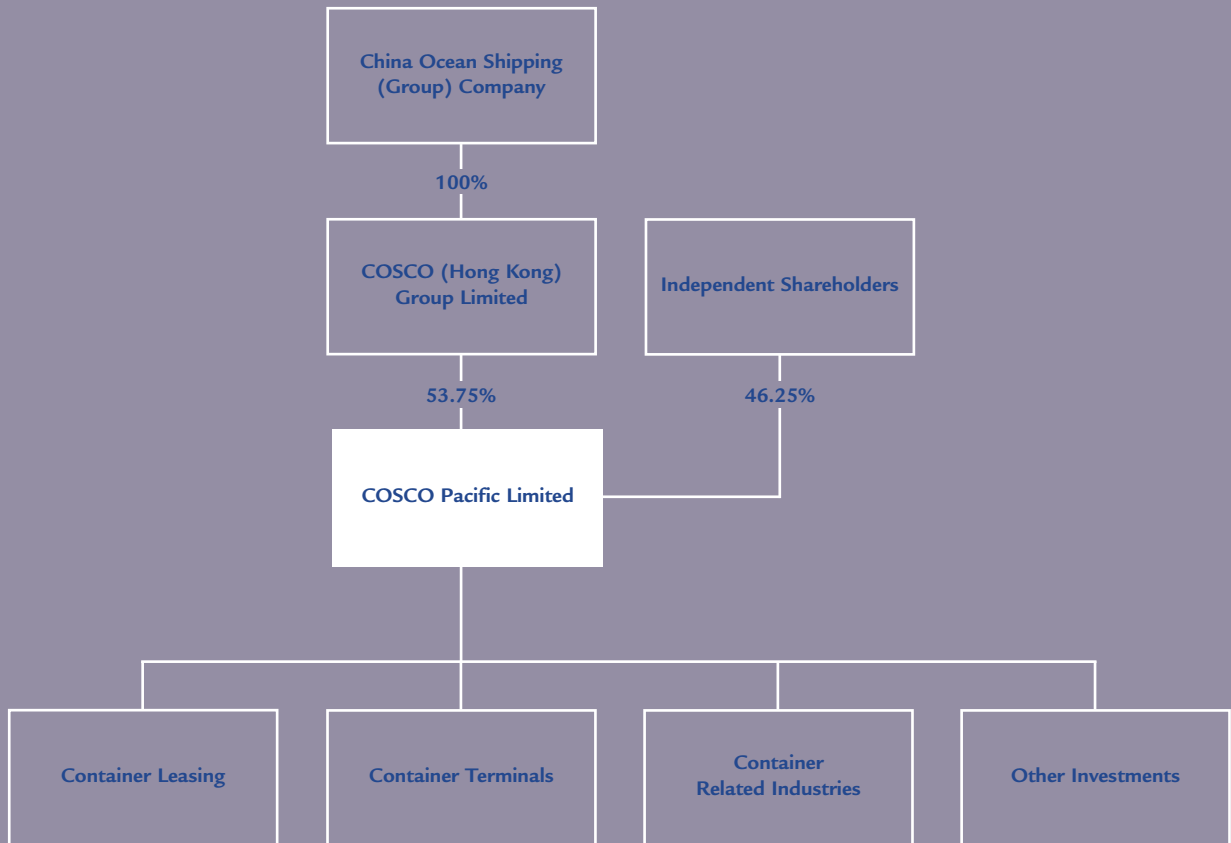 China Ocean Shipping
(Group) Company
100%
COSCO (Hong Kong)
Group Limited
Independent Shareholders
53.75%
46.25%
COSCO Pacific Limited
Container Leasing
Container Terminals
Container
Related Industries
Other Investments